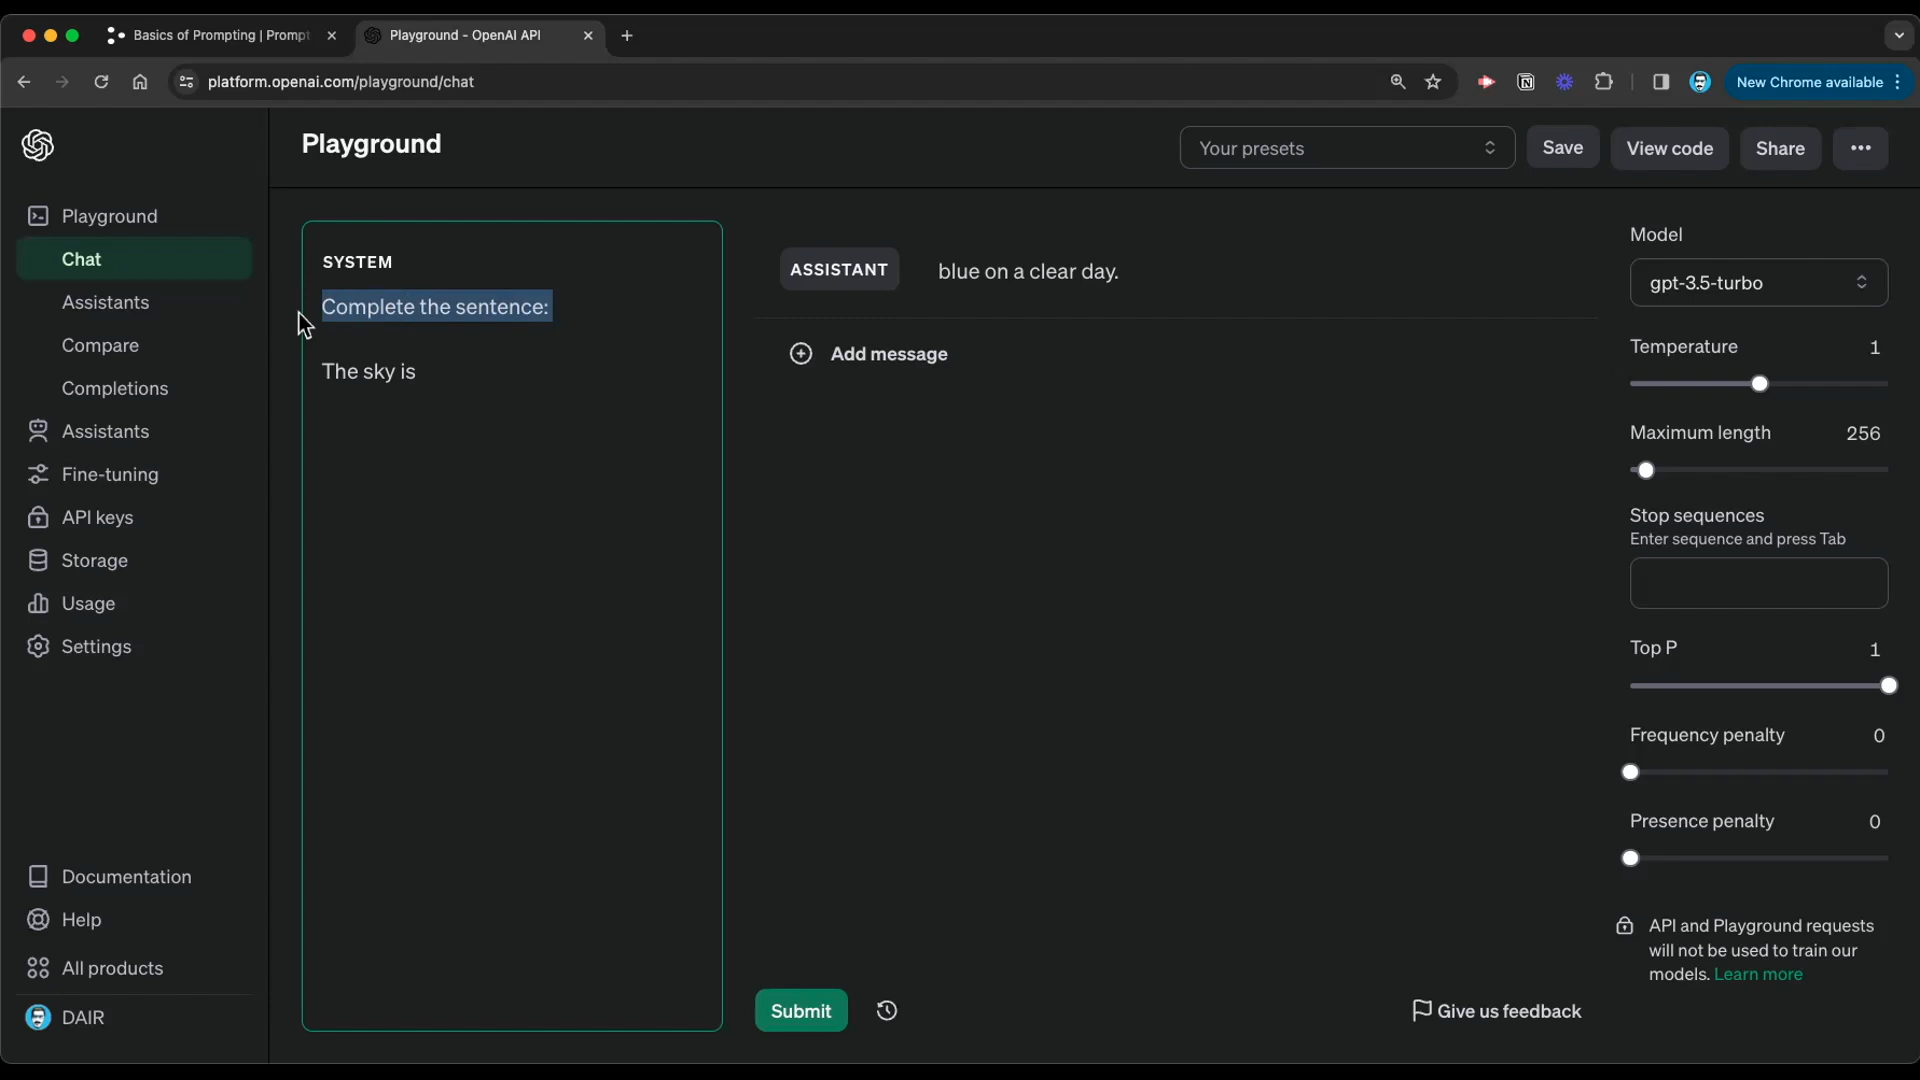 Basics of Prompting | Prompt
Playground - OpenAI API
platform.openai.com/playground/chat
New Chrome available
Playground
Your presets
Save
View code
Share
Playground
Chat
Assistants
Compare
Completions
Assistants
Fine-tuning
API keys
Storage
Usage
Settings
Documentation
Help
All products
DAIR
SYSTEM
Complete the sentence:
The sky is
ASSISTANT
blue on a clear day.
Add message
Submit
Give us feedback
Model
gpt-3.5-turbo
Temperature 1
Maximum length 256
Stop sequences
Enter sequence and press Tab
Top P 1
Frequency penalty 0
Presence penalty 0
API and Playground requests
will not be used to train our
models. Learn more